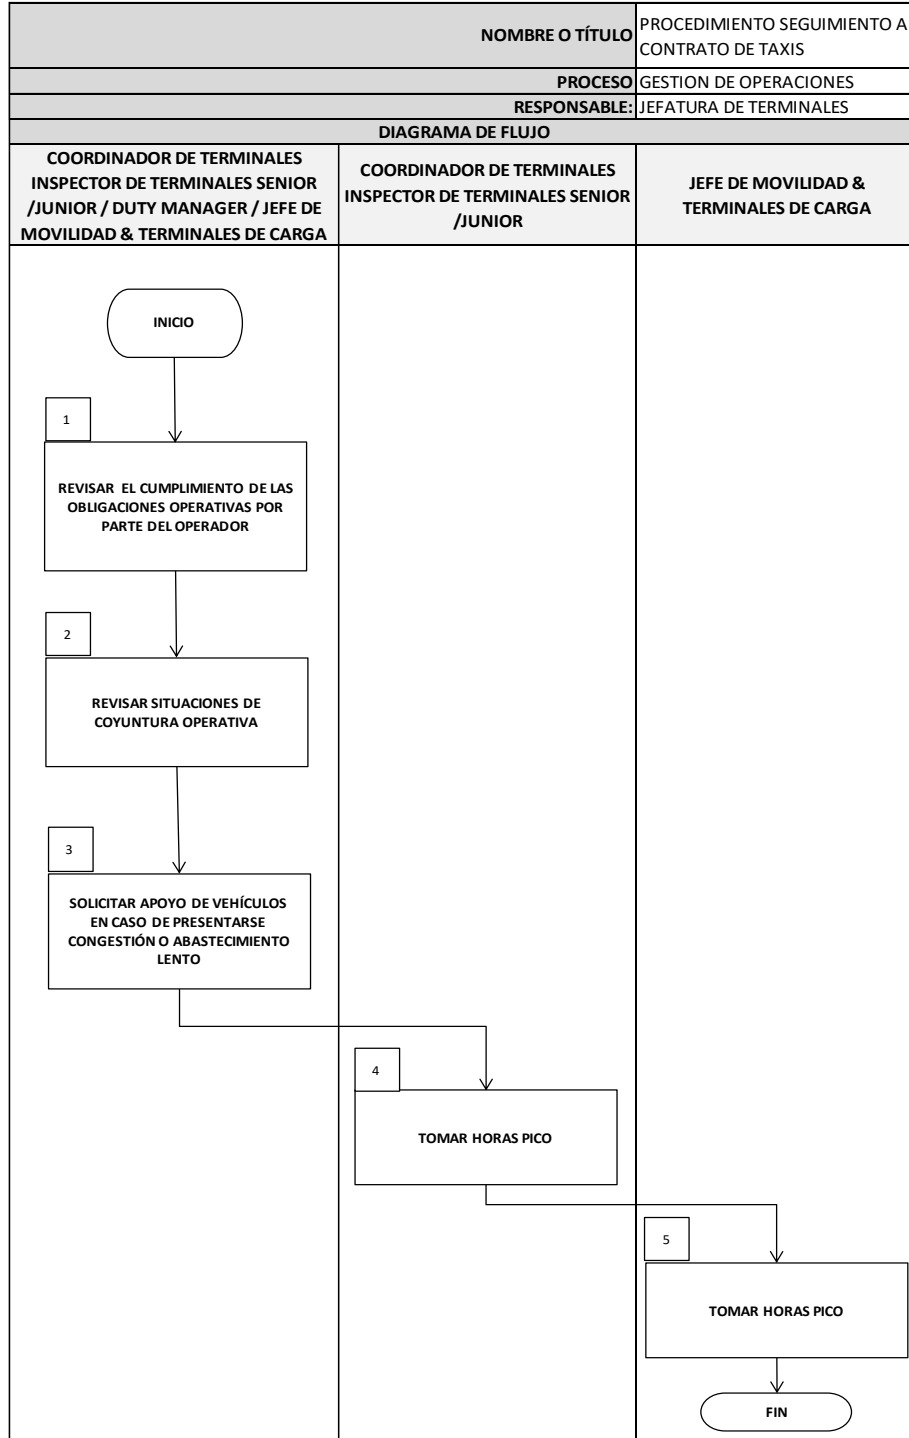 NOMBRE O TÍTULO
PROCEDIMIENTO SEGUIMIENTO A
CONTRATO DE TAXIS
PROCESO
GESTION DE OPERACIONES
RESPONSABLE:
JEFATURA DE TERMINALES
DIAGRAMA DE FLUJO
COORDINADOR DE TERMINALES
INSPECTOR DE TERMINALES SENIOR
/JUNIOR / DUTY MANAGER / JEFE DE
MOVILIDAD & TERMINALES DE CARGA
COORDINADOR DE TERMINALES
INSPECTOR DE TERMINALES SENIOR
/JUNIOR
JEFE DE MOVILIDAD &
TERMINALES DE CARGA
INICIO
1
REVISAR EL CUMPLIMIENTO DE LAS
OBLIGACIONES OPERATIVAS POR
PARTE DEL OPERADOR
2
REVISAR SITUACIONES DE
COYUNTURA OPERATIVA
3
SOLICITAR APOYO DE VEHÍCULOS
EN CASO DE PRESENTARSE
CONGESTIÓN O ABASTECIMIENTO
LENTO
4
TOMAR HORAS PICO
5
TOMAR HORAS PICO
FIN